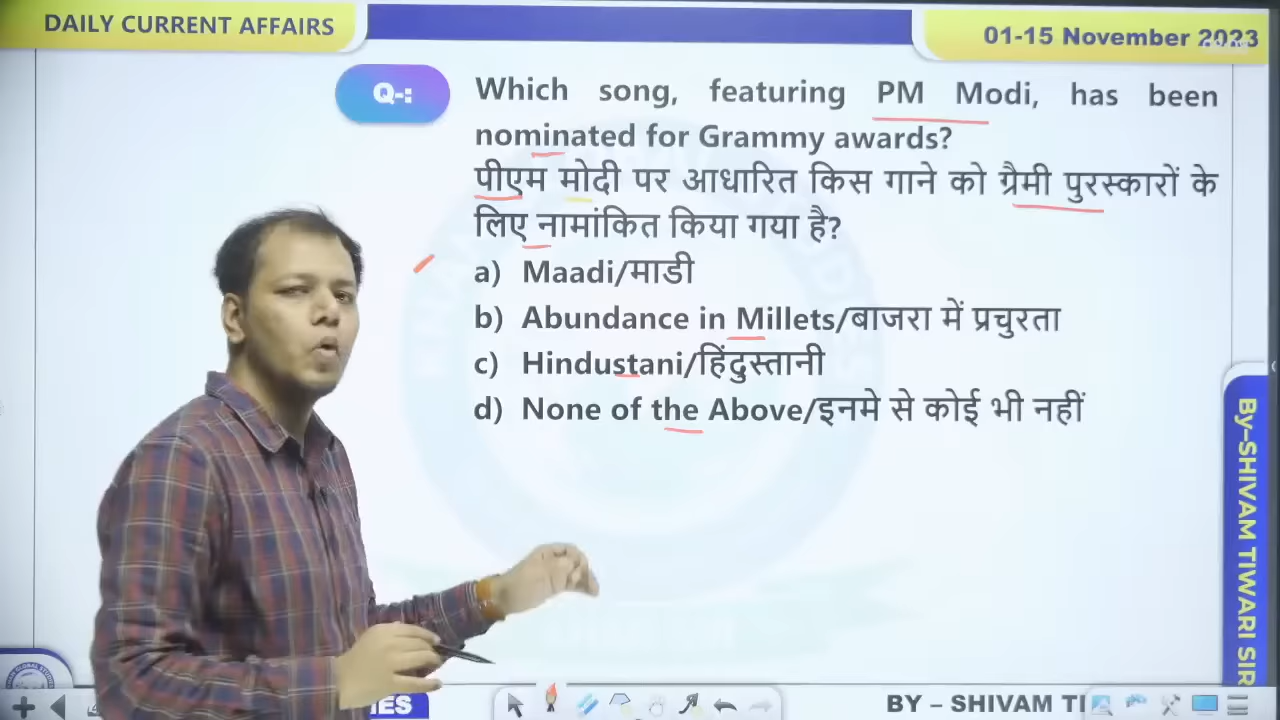 DAILY CURRENT AFFAIRS
01-15 November 2023
Q-:
Which song, featuring PM Modi, has been
nominated for Grammy awards?
पीएम मोदी पर आधारित किस गाने को ग्रैमी पुरस्कारों के
लिए नामांकित किया गया है?
a) Maadi/माडी
b) Abundance in Millets/बाजरा में प्रचुरता
c) Hindustani/हिंदुस्तानी
d) None of the Above/इनमे से कोई भी नहीं
By–SHIVAM TIWARI SIR
BY – SHIVAM